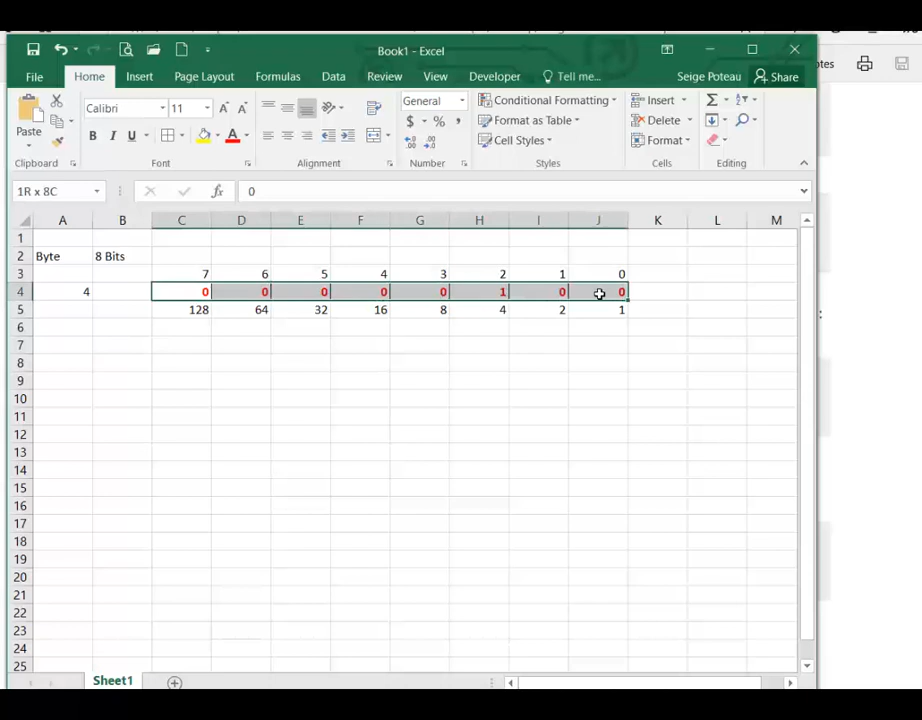 Book1 - Excel
File Home Insert Page Layout Formulas Data Review View Developer Tell me... Seige Poteau Share
Calibri 11 A A General Conditional Formatting Insert
Paste $ % , Format as Table Delete
B I U A Cell Styles Format
Clipboard Font Alignment Number Styles Cells Editing
1R x 8C fx 0
A B C D E F G H I J K L M
1
2 Byte 8 Bits
3 7 6 5 4 3 2 1 0
4 4 0 0 0 0 0 1 0 0
5 128 64 32 16 8 4 2 1
6
7
8
9
10
11
12
13
14
15
16
17
18
19
20
21
22
23
24
25
Sheet1